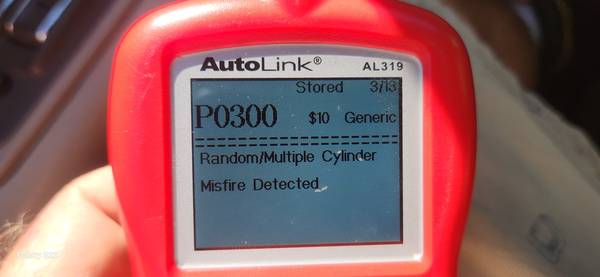 AutoLink®
AL319
Stored 3/13
P0300 $10 Generic
Random/Multiple Cylinder
Misfire Detected